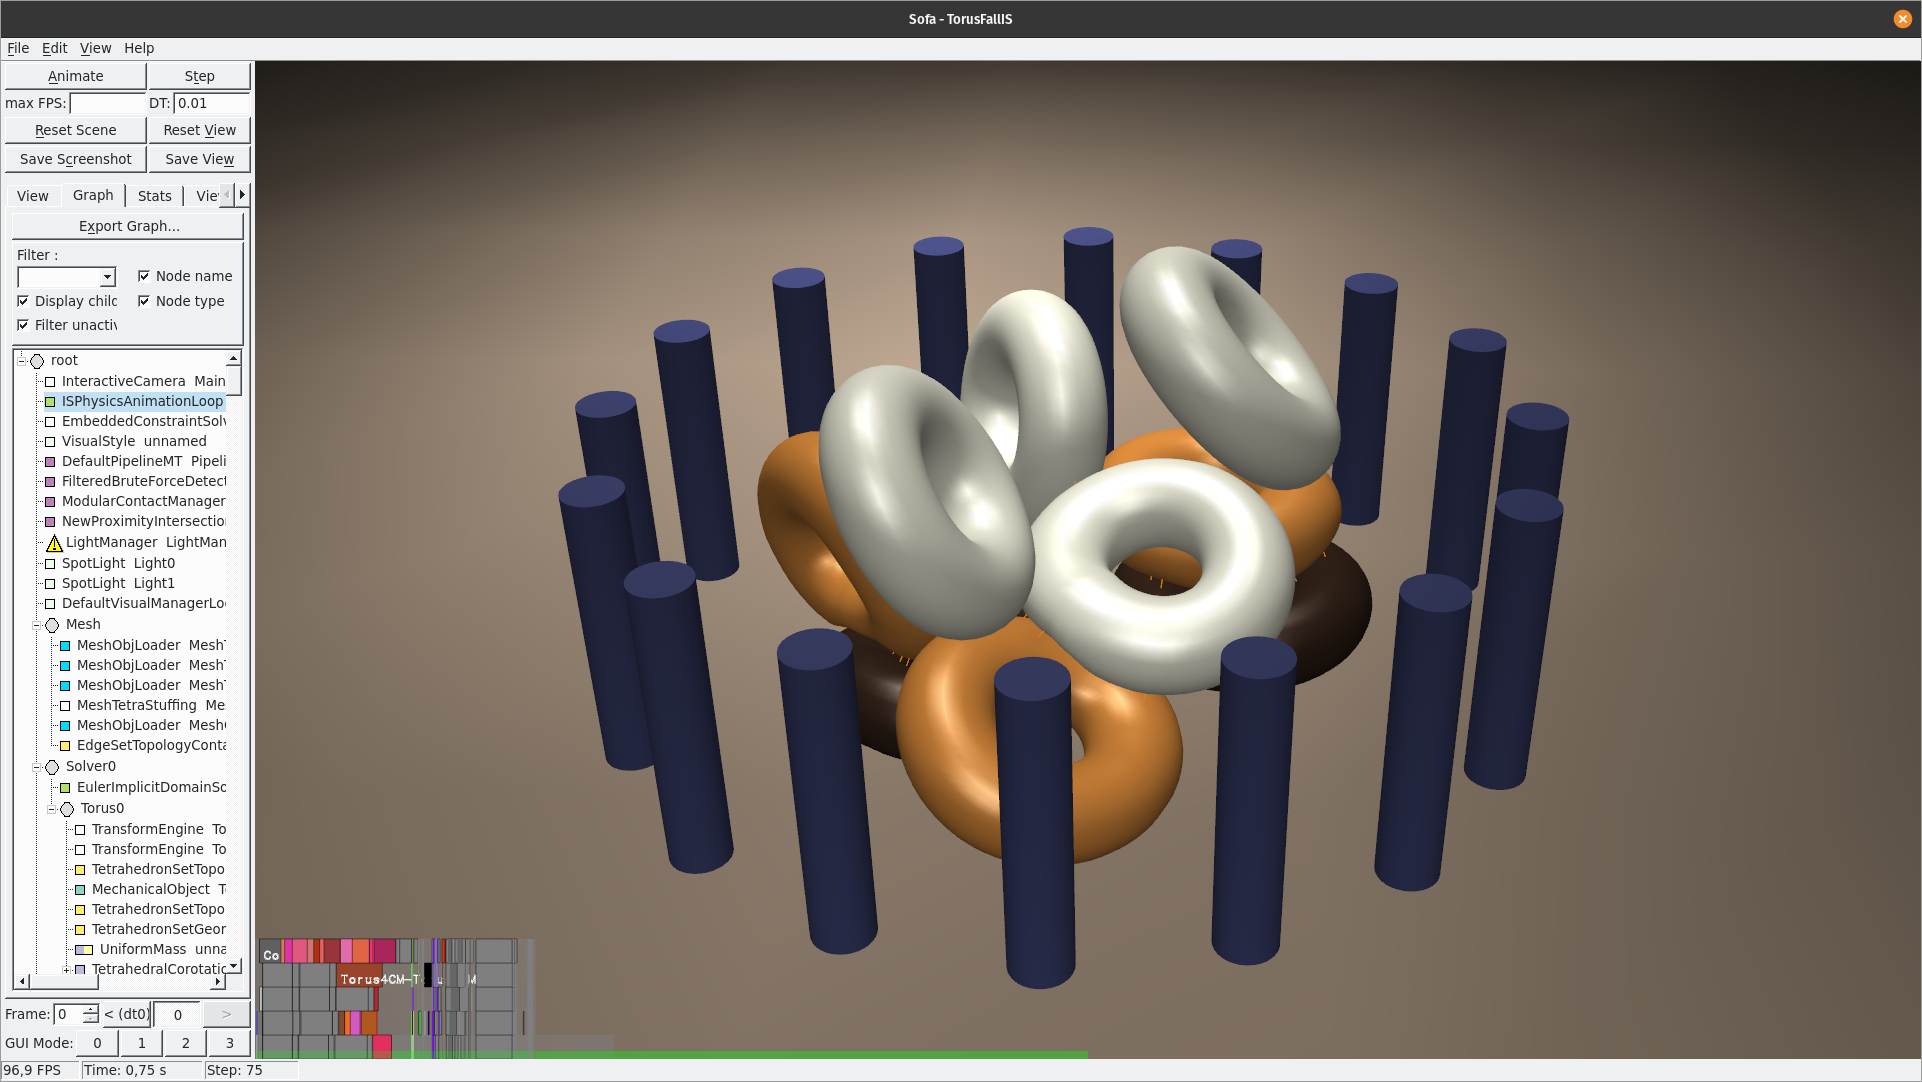 Sofa - TorusFallIS
File Edit View Help
Animate Step
max FPS: DT: 0.01
Reset Scene Reset View
Save Screenshot Save View
View Graph Stats Vie
Export Graph...
Filter :
Node name
Display chilc Node type
Filter unactiv
root
InteractiveCamera Main
ISPhysicsAnimationLoop
EmbeddedConstraintSolv
VisualStyle unnamed
DefaultPipelineMT Pipeli
FilteredBruteForceDetect
ModularContactManager
NewProximityIntersectio
LightManager LightMan
SpotLight Light0
SpotLight Light1
DefaultVisualManagerLo
Mesh
MeshObjLoader Mesh
MeshObjLoader Mesh
MeshObjLoader Mesh
MeshTetraStuffing Me
MeshObjLoader Mesh
EdgeSetTopologyConta
Solver0
EulerImplicitDomainSo
Torus0
TransformEngine To
TransformEngine To
TetrahedronSetTopo
MechanicalObject
TetrahedronSetTopo
TetrahedronSetGeor
UniformMass unna
TetrahedralCorotatio
Co
Torus4CM-T u M
Frame: 0 < (dt0) 0 >
GUI Mode: 0 1 2 3
96,9 FPS Time: 0,75 s Step: 75